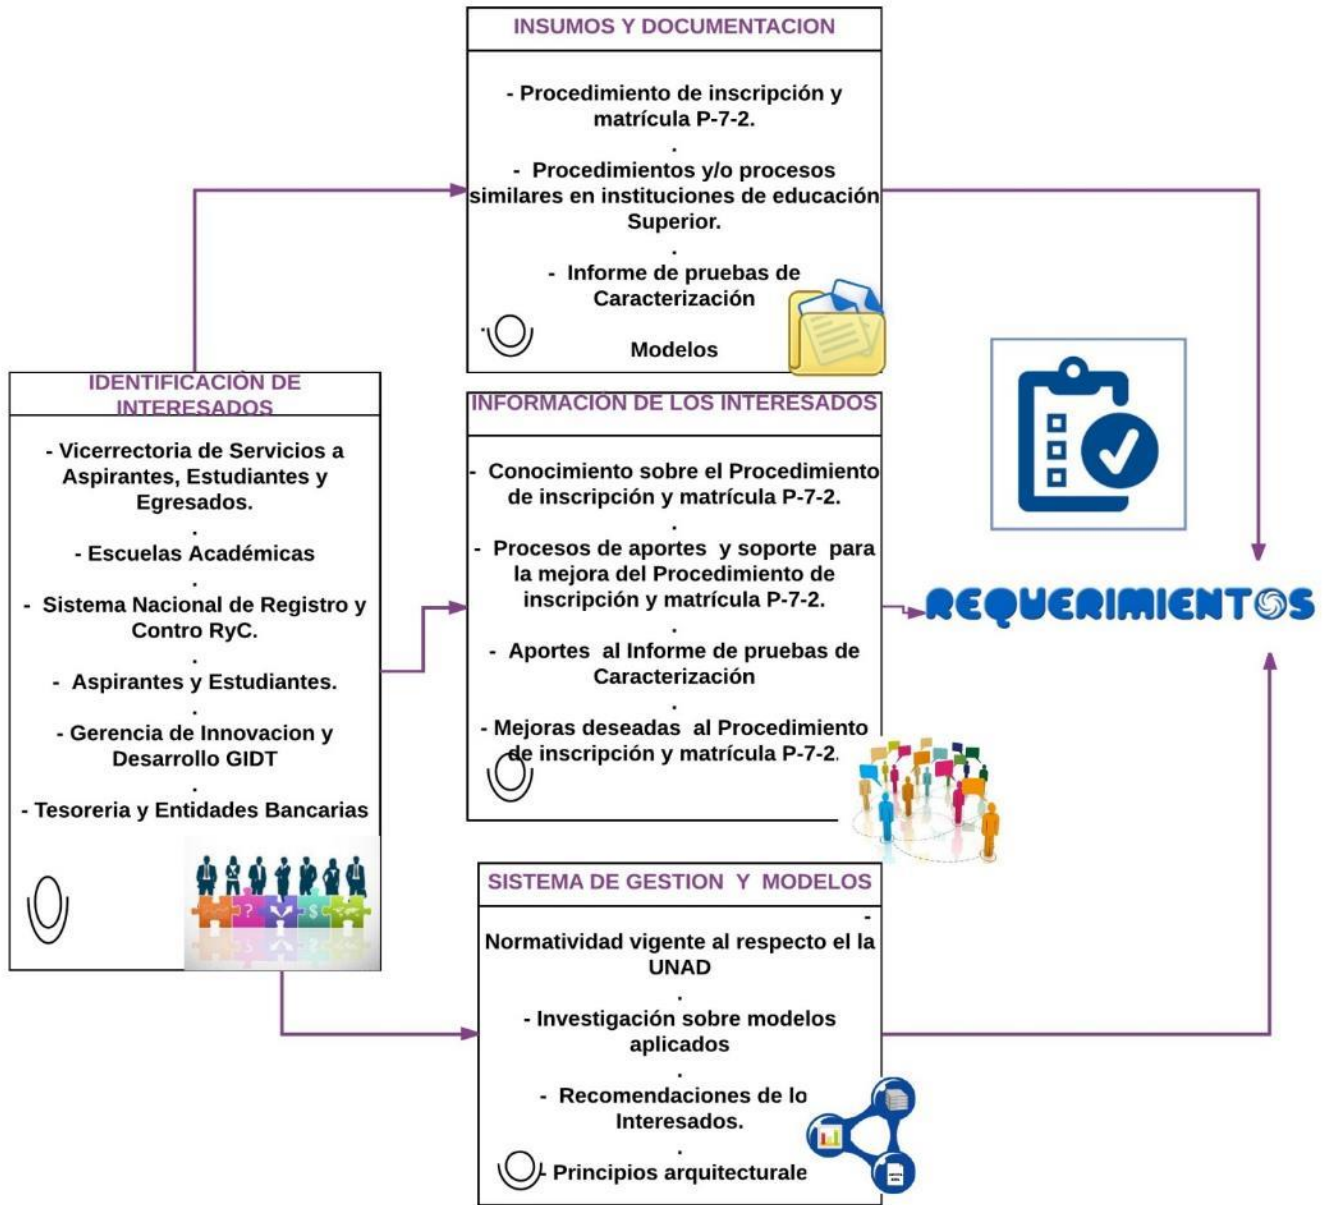 INSUMOS Y DOCUMENTACION
- Procedimiento de inscripción y
matrícula P-7-2.
.
- Procedimientos y/o procesos
similares en instituciones de educación
Superior.
.
- Informe de pruebas de
Caracterización
.
Modelos
IDENTIFICACIÓN DE
INTERESADOS
- Vicerrectoria de Servicios a
Aspirantes, Estudiantes y
Egresados.
.
- Escuelas Académicas
.
- Sistema Nacional de Registro y
Contro RyC.
.
- Aspirantes y Estudiantes.
.
- Gerencia de Innovacion y
Desarrollo GIDT
.
- Tesoreria y Entidades Bancarias
INFORMACIÓN DE LOS INTERESADOS
- Conocimiento sobre el Procedimiento
de inscripción y matrícula P-7-2.
.
- Procesos de aportes y soporte para
la mejora del Procedimiento de
inscripción y matrícula P-7-2.
.
- Aportes al Informe de pruebas de
Caracterización
.
- Mejoras deseadas al Procedimiento
de inscripción y matrícula P-7-2.
SISTEMA DE GESTION Y MODELOS
-
Normatividad vigente al respecto el la
UNAD
.
- Investigación sobre modelos
aplicados
.
- Recomendaciones de lo
Interesados.
.
- Principios arquitecturale
REQUERIMIENTOS